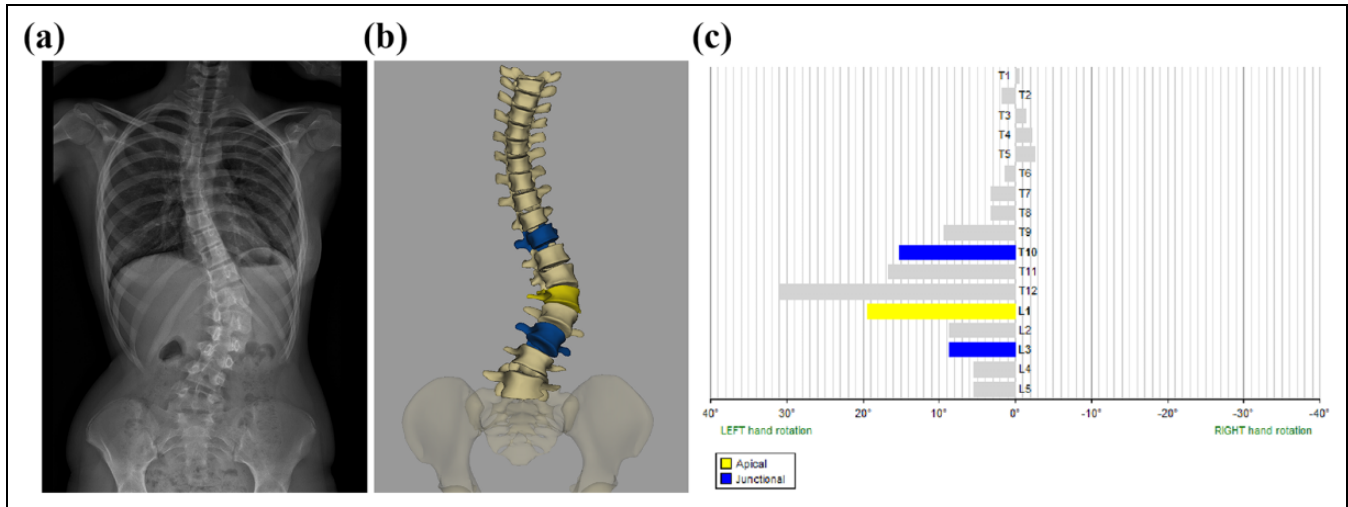 (a)
(b)
(c)
T1
T2
T3
T4
T5
T6
T7
T8
T9
T10
T11
T12
L1
L2
L3
L4
L5
40° 30° 20° 10° 0° -10° -20° -30° -40°
LEFT hand rotation RIGHT hand rotation
Apical
Junctional